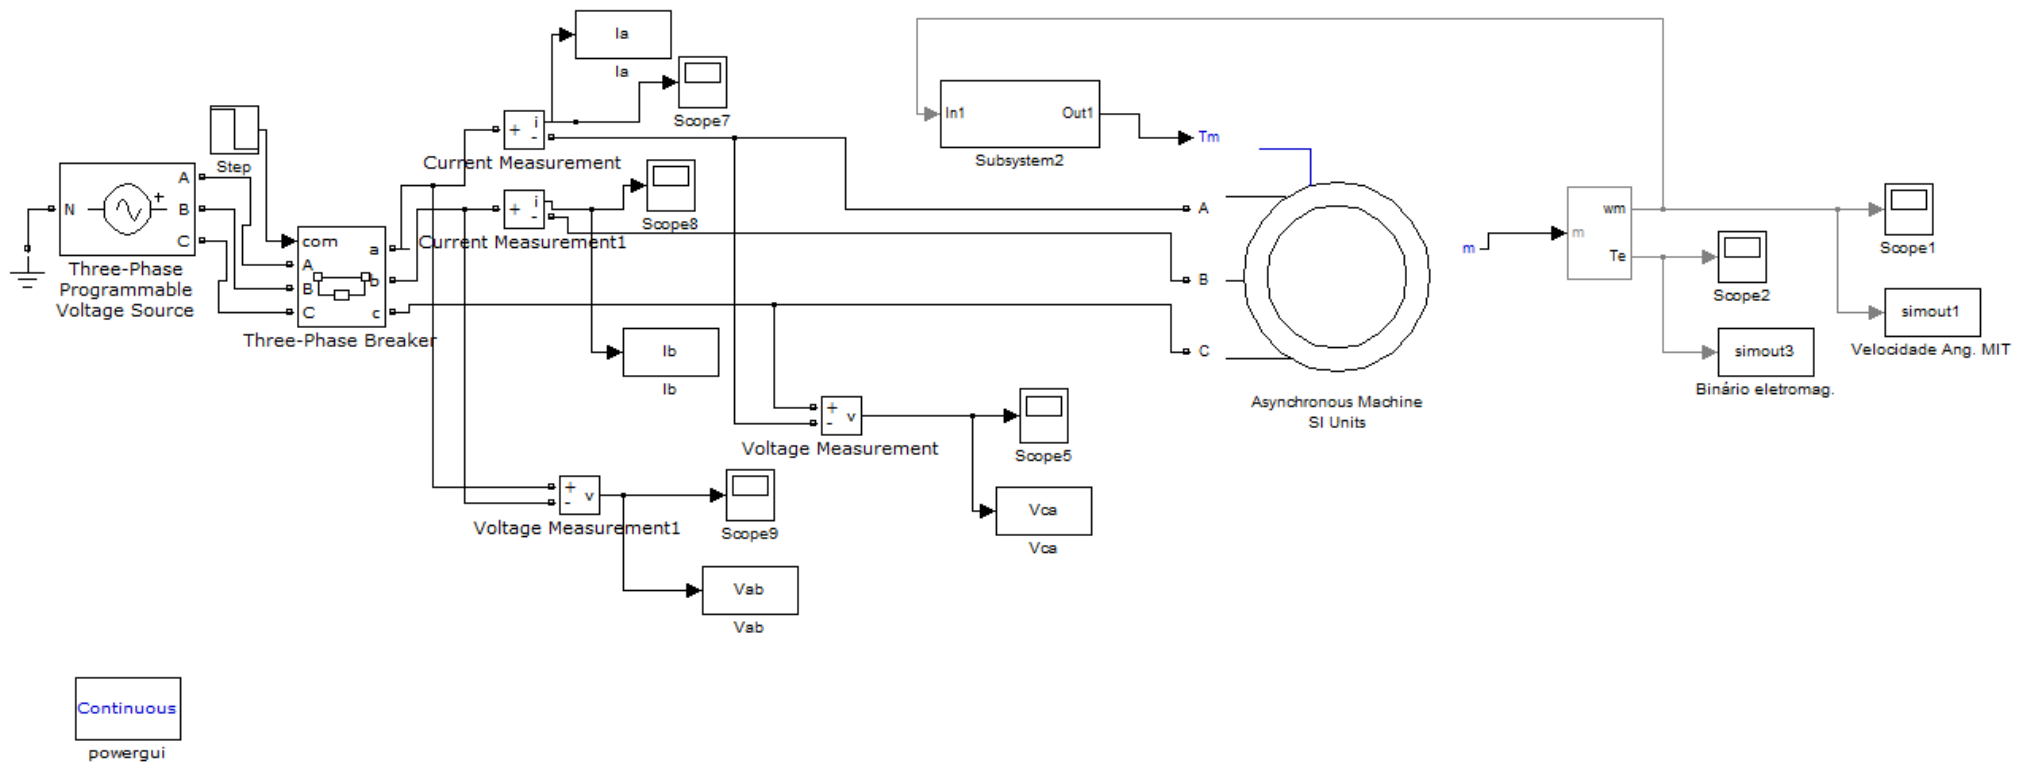 Ia
Ia
Scope7
i
+
-
Current Measurement
Step
In1
Out1
Subsystem2
Tm
N
+
A
B
C
Three-Phase
Programmable
Voltage Source
com
A
B
C
a
b
c
Three-Phase Breaker
i
+
-
Current Measurement1
Scope8
Ib
Ib
A
B
C
Asynchronous Machine
SI Units
m
m
wm
Te
Scope1
Scope2
simout1
Velocidade Ang. MIT
simout3
Binário eletromag.
+
-
v
Voltage Measurement
Scope5
Vca
Vca
+
-
v
Voltage Measurement1
Scope9
Vab
Vab
Continuous
powergui